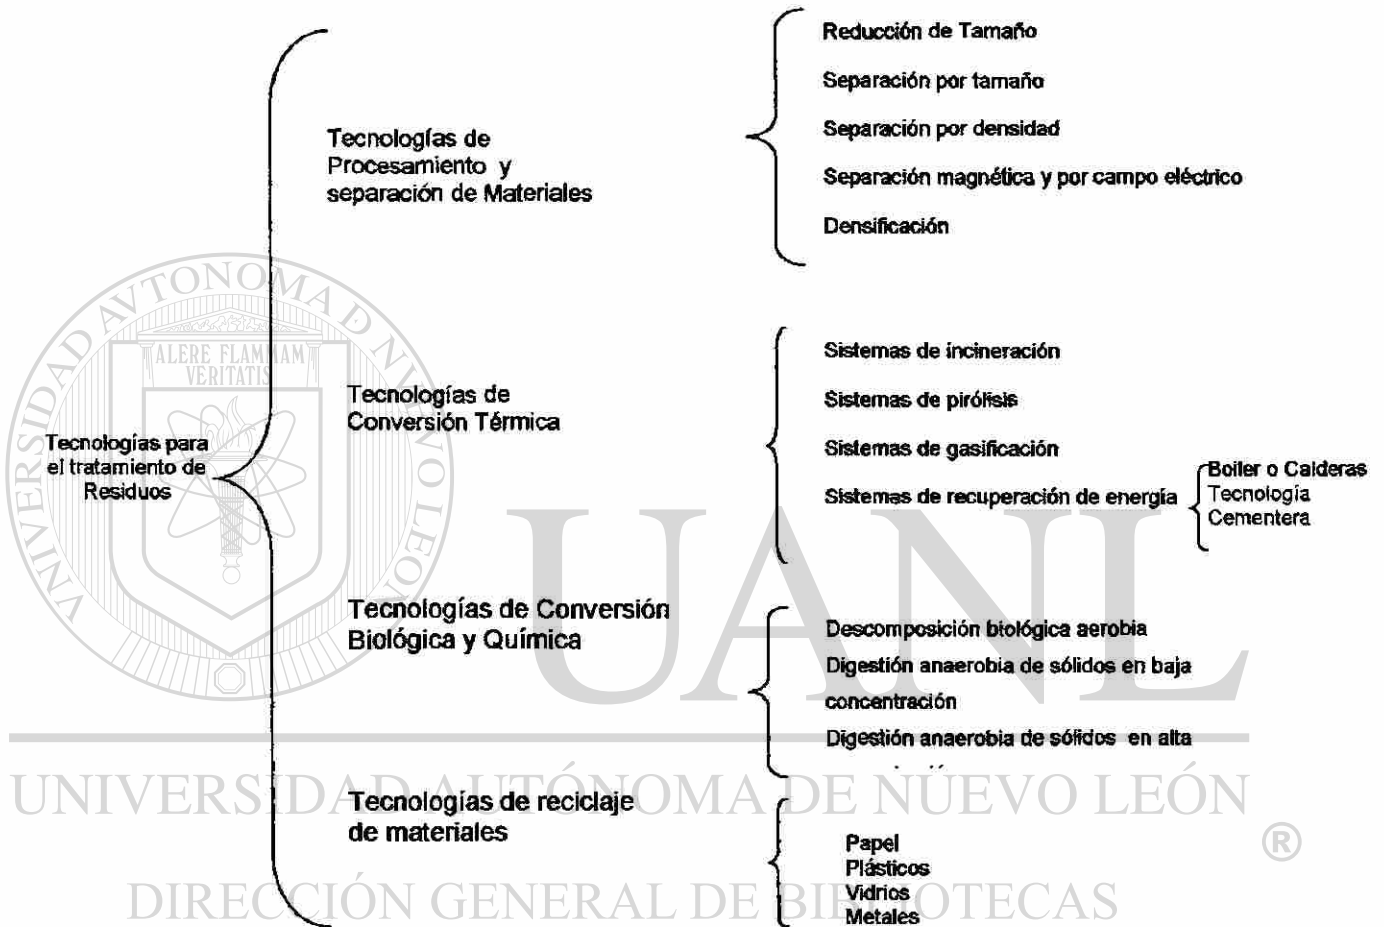 Tecnologías para
el tratamiento de
Residuos
Tecnologías de
Procesamiento y
separación de Materiales
Reducción de Tamaño
Separación por tamaño
Separación por densidad
Separación magnética y por campo eléctrico
Densificación
Tecnologías de
Conversión Térmica
Sistemas de incineración
Sistemas de pirólisis
Sistemas de gasificación
Sistemas de recuperación de energía
Boiler o Calderas
Tecnología
Cementera
Tecnologías de Conversión
Biológica y Química
Descomposición biológica aerobia
Digestión anaerobia de sólidos en baja
concentración
Digestión anaerobia de sólidos en alta
Tecnologías de reciclaje
de materiales
Papel
Plásticos
Vidrios
Metales
UNIVERSIDAD AVTONOMA D NUEVO LEON
ALERE FLAMMAM
VERITATIS
UANL
UNIVERSIDAD AUTÓNOMA DE NUEVO LEÓN
®
DIRECCIÓN GENERAL DE BIBLIOTECAS